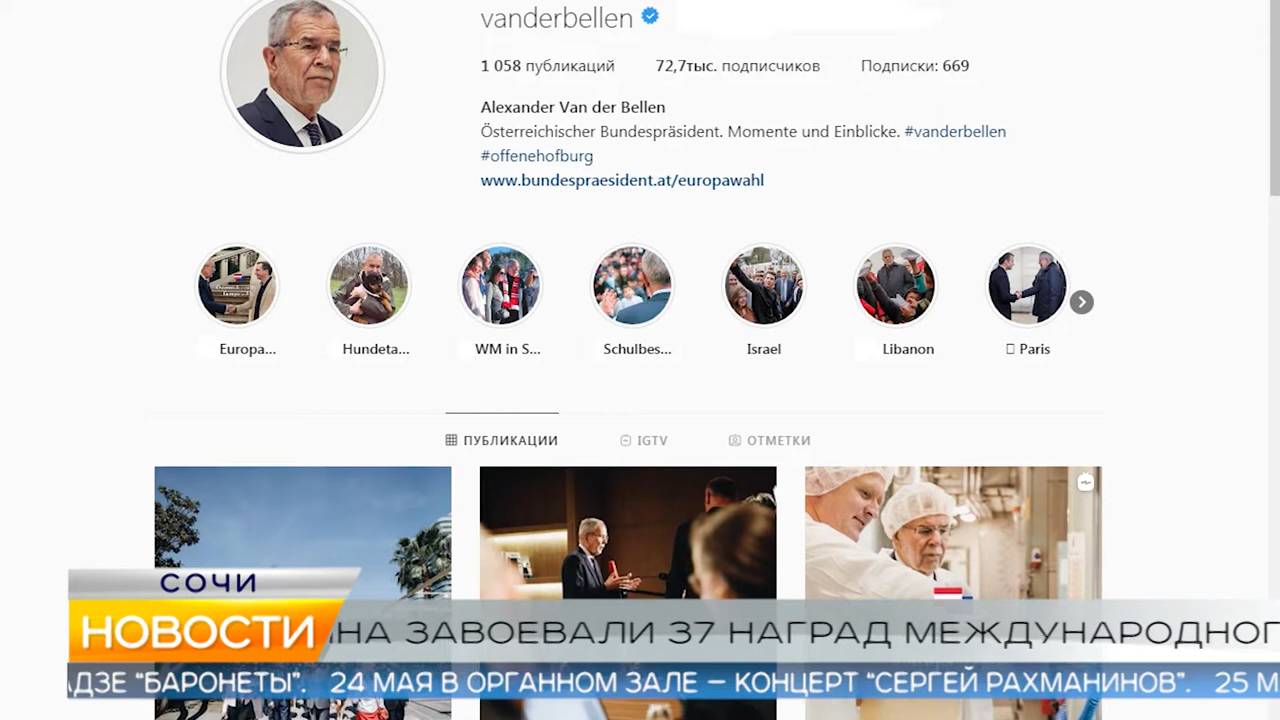 vanderbellen
1 058 публикаций 72,7тыс. подписчиков Подписки: 669
Alexander Van der Bellen
Österreichischer Bundespräsident. Momente und Einblicke. #vanderbellen
#offenehofburg
www.bundespraesident.at/europawahl
Europa... Hundeta... WM in S... Schulbes... Israel Libanon Paris
ПУБЛИКАЦИИ IGTV ОТМЕТКИ
СОЧИ
НОВОСТИ
ЗАВОЕВАЛИ 37 НАГРАД МЕЖДУНАРОДНОГ
"БАРОНЕТЫ". 24 МАЯ В ОРГАННОМ ЗАЛЕ – КОНЦЕРТ "СЕРГЕЙ РАХМАНИНОВ". 25 М